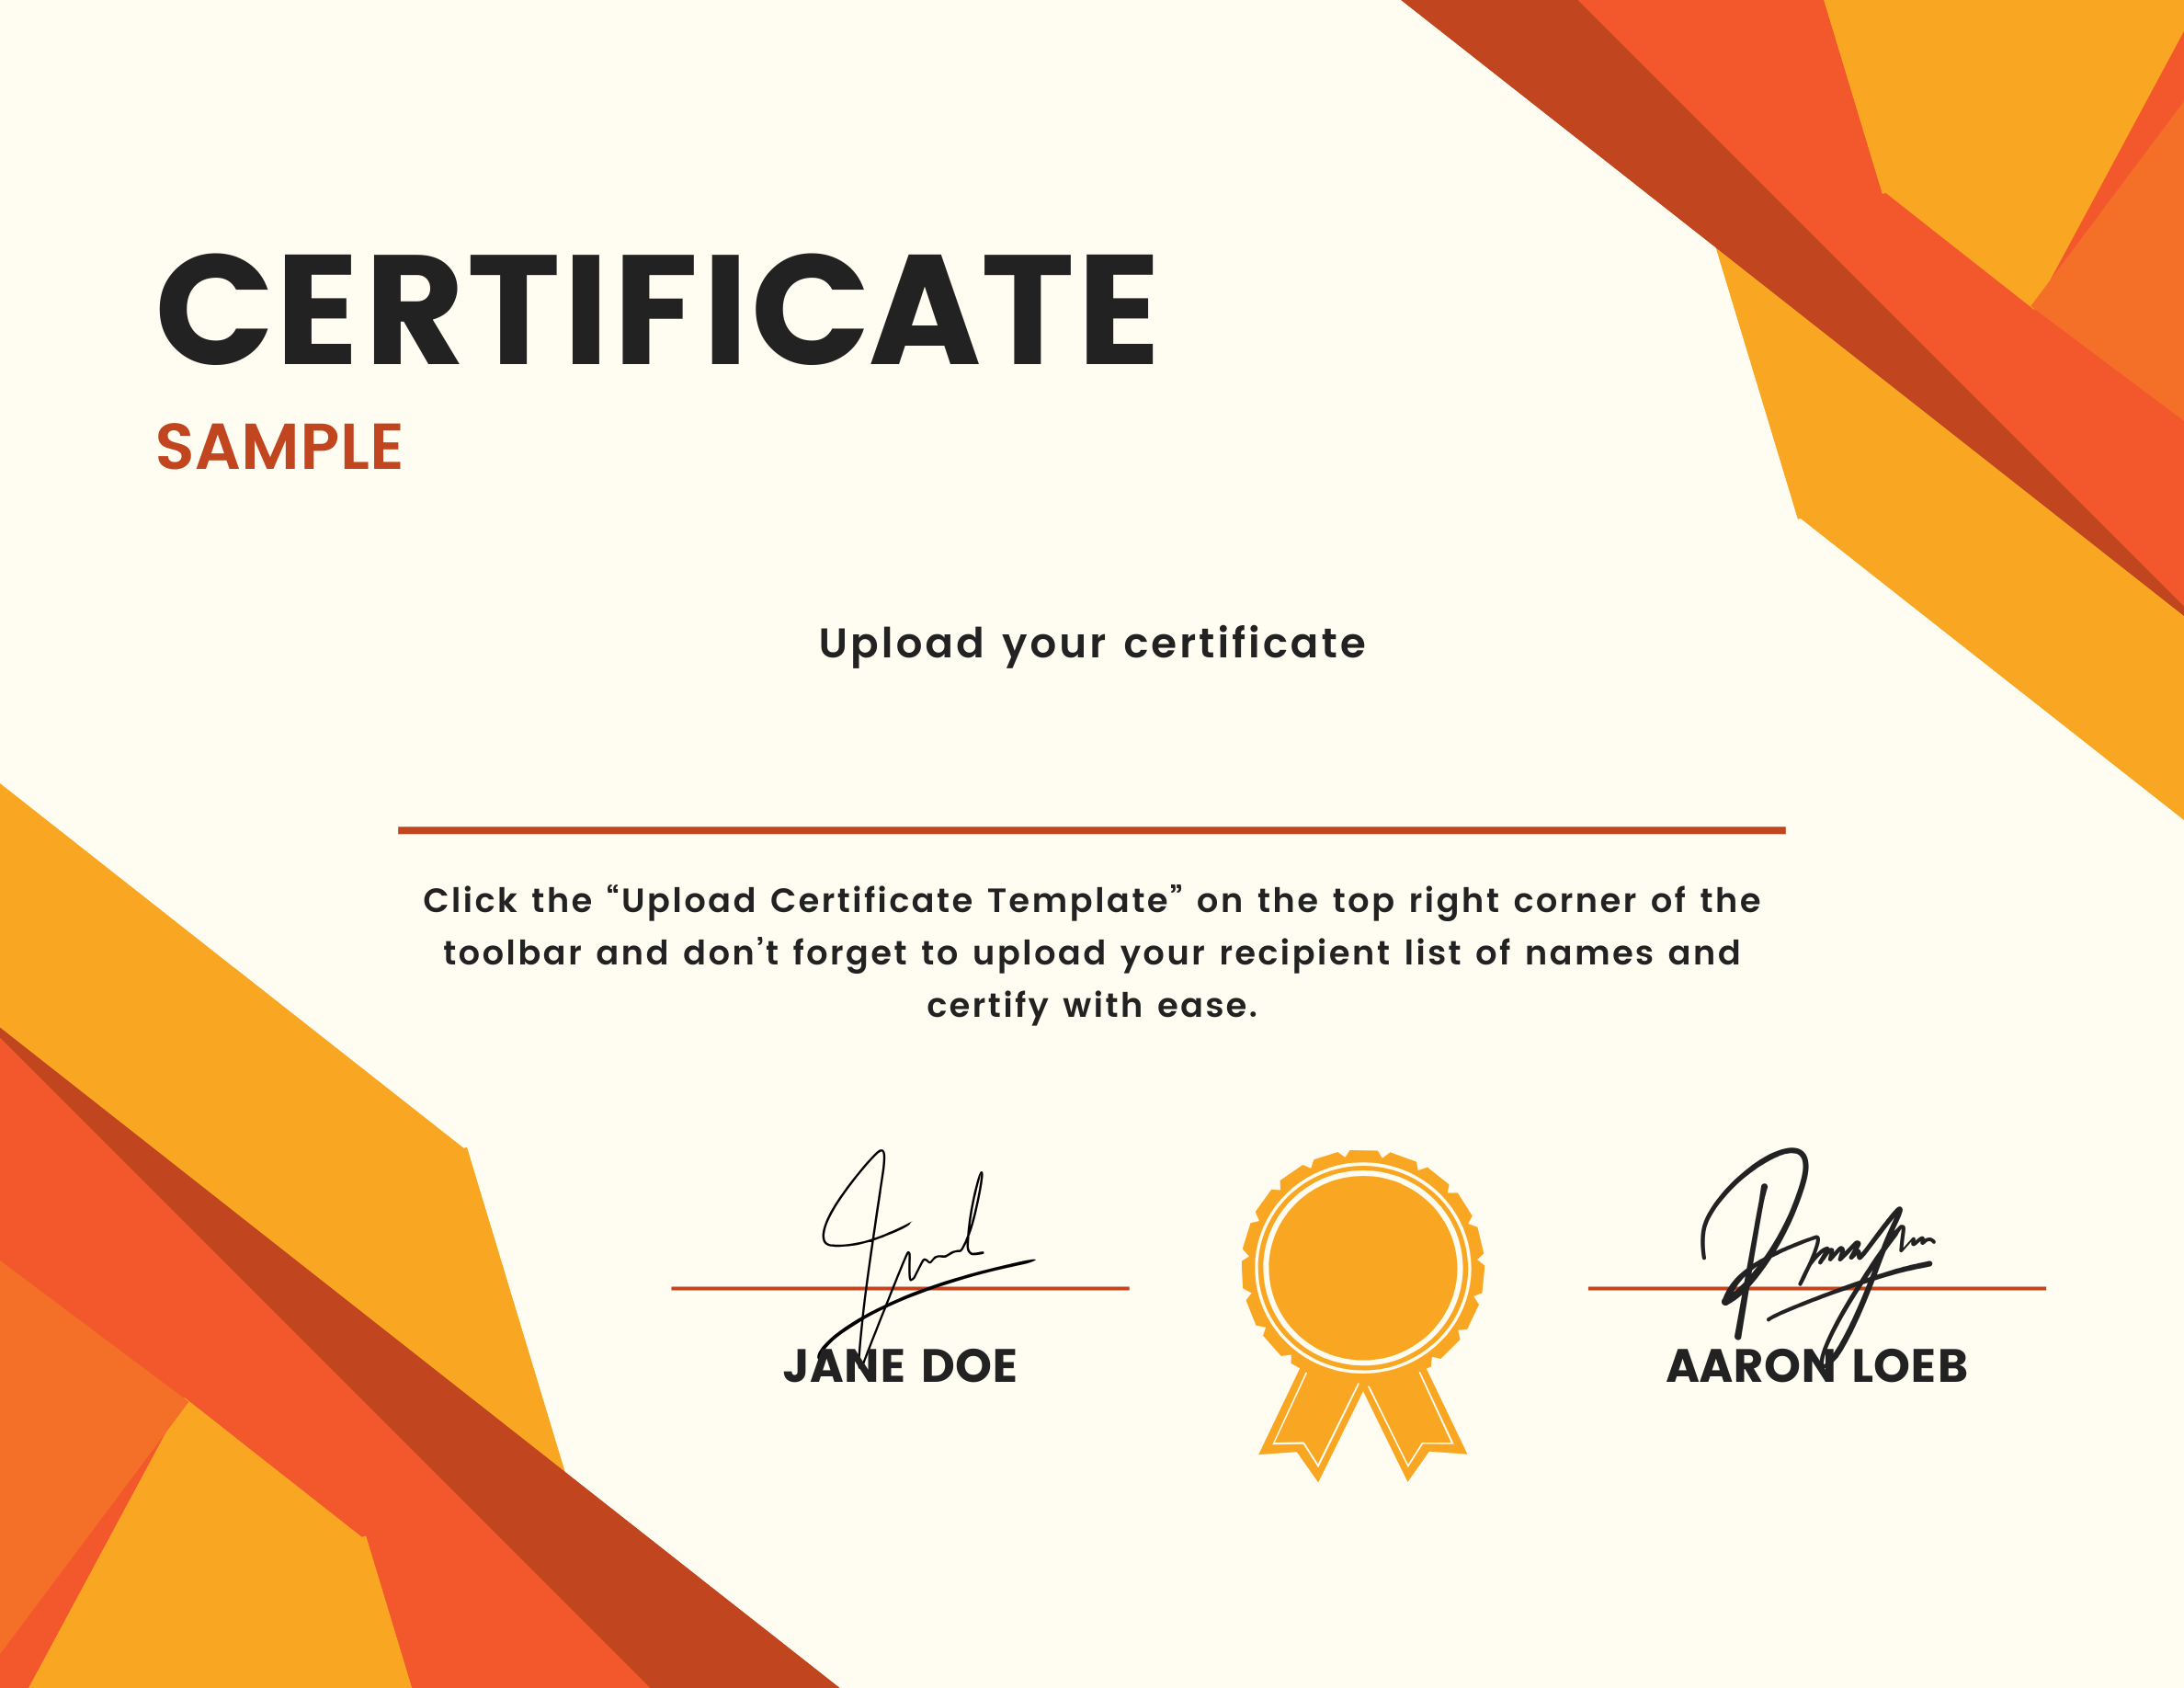 CERTIFICATE
SAMPLE
Upload your certificate
Click the “Upload Certificate Template” on the top right corner of the
toolbar and don’t forget to upload your recipient list of names and
certify with ease.
JANE DOE
AARON LOEB